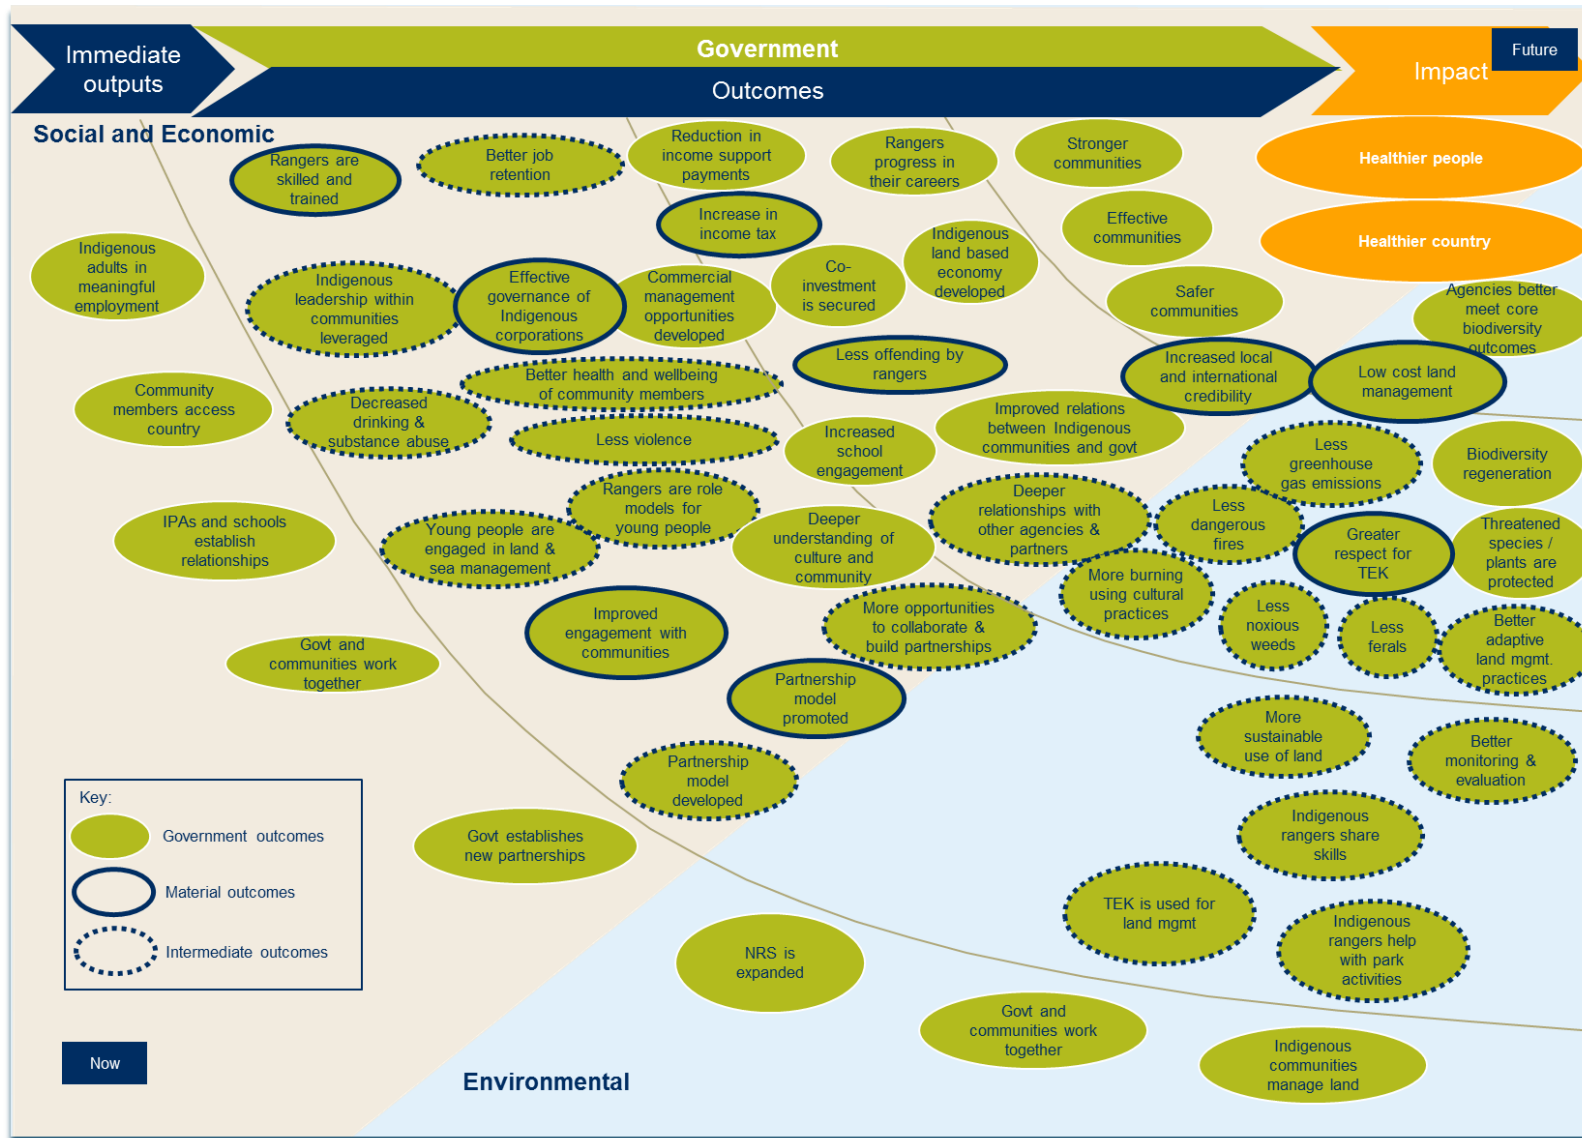 Immediate
outputs
Government
Outcomes
Impact
Future
Social and Economic
Rangers are
skilled and
trained
Better job
retention
Reduction in
income support
payments
Rangers
progress in
their careers
Stronger
communities
Healthier people
Increase in
income tax
Effective
communities
Healthier country
Indigenous
adults in
meaningful
employment
Indigenous
leadership within
communities
leveraged
Effective
governance of
Indigenous
corporations
Commercial
management
opportunities
developed
Co-
investment
is secured
Indigenous
land based
economy
developed
Safer
communities
Agencies better
meet core
biodiversity
outcomes
Less offending by
rangers
Increased local
and international
credibility
Low cost land
management
Community
members access
country
Decreased
drinking &
substance abuse
Better health and wellbeing
of community members
Less violence
Increased
school
engagement
Improved relations
between Indigenous
communities and govt
Less
greenhouse
gas emissions
Biodiversity
regeneration
IPAs and schools
establish
relationships
Young people are
engaged in land &
sea management
Rangers are role
models for
young people
Deeper
understanding of
culture and
community
Deeper
relationships with
other agencies &
partners
Less
dangerous
fires
Greater
respect for
TEK
Threatened
species /
plants are
protected
More burning
using cultural
practices
Less
noxious
weeds
Less
ferals
Better
adaptive
land mgmt.
practices
Govt and
communities work
together
Improved
engagement with
communities
More opportunities
to collaborate &
build partnerships
Partnership
model
promoted
More
sustainable
use of land
Better
monitoring &
evaluation
Partnership
model
developed
Key:
Government outcomes
Material outcomes
Intermediate outcomes
Govt establishes
new partnerships
Indigenous
rangers share
skills
TEK is used for
land mgmt
Indigenous
rangers help
with park
activities
NRS is
expanded
Govt and
communities work
together
Indigenous
communities
manage land
Now
Environmental